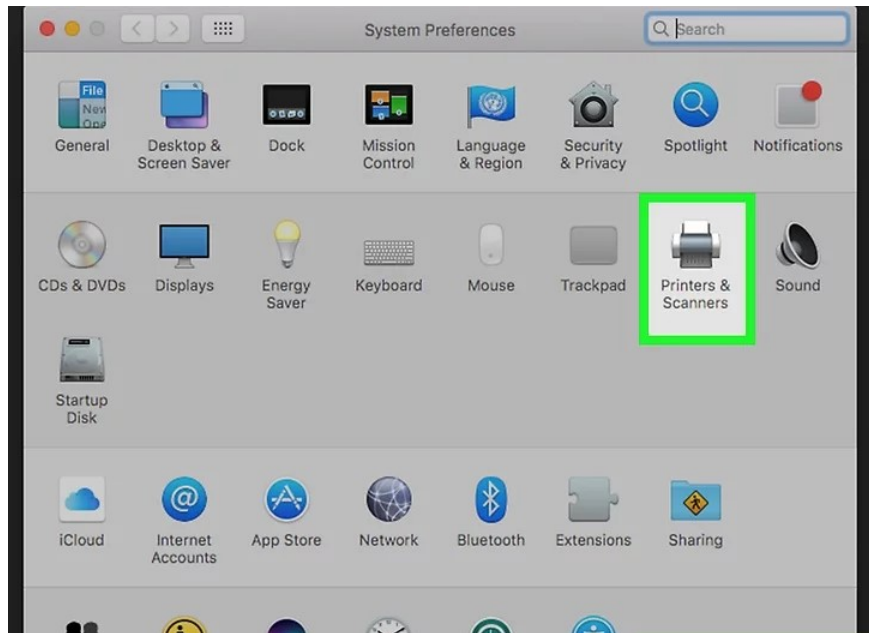 System Preferences
Search
File
New
Ope
General
Desktop &
Screen Saver
Dock
Mission
Control
Language
& Region
Security
& Privacy
Spotlight
Notifications
CDs & DVDs
Displays
Energy
Saver
Keyboard
Mouse
Trackpad
Printers &
Scanners
Sound
Startup
Disk
iCloud
@
Internet
Accounts
App Store
Network
Bluetooth
Extensions
Sharing